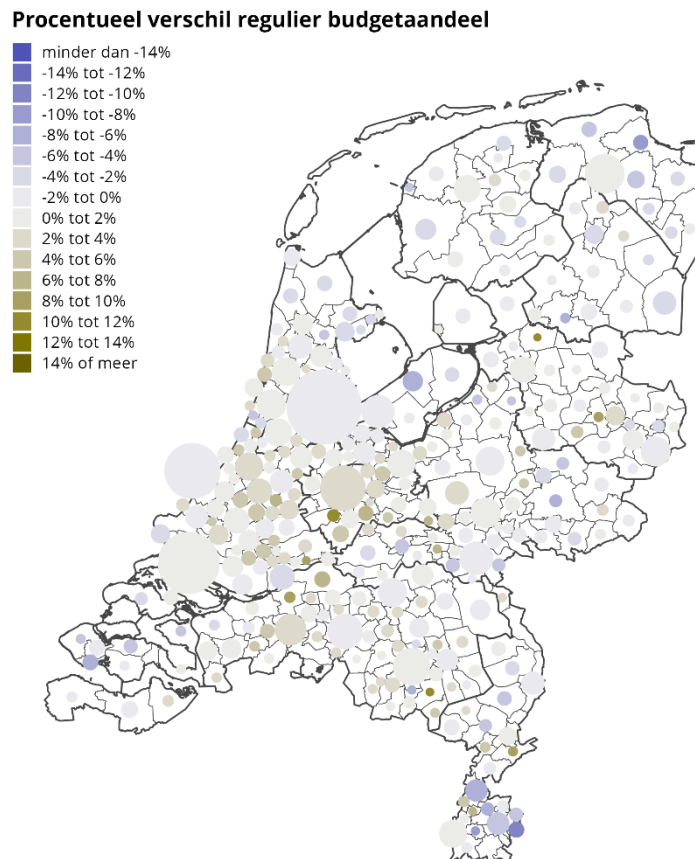 Procentueel verschil regulier budgetaandeel
minder dan -14%
-14% tot -12%
-12% tot -10%
-10% tot -8%
-8% tot -6%
-6% tot -4%
-4% tot -2%
-2% tot 0%
0% tot 2%
2% tot 4%
4% tot 6%
6% tot 8%
8% tot 10%
10% tot 12%
12% tot 14%
14% of meer